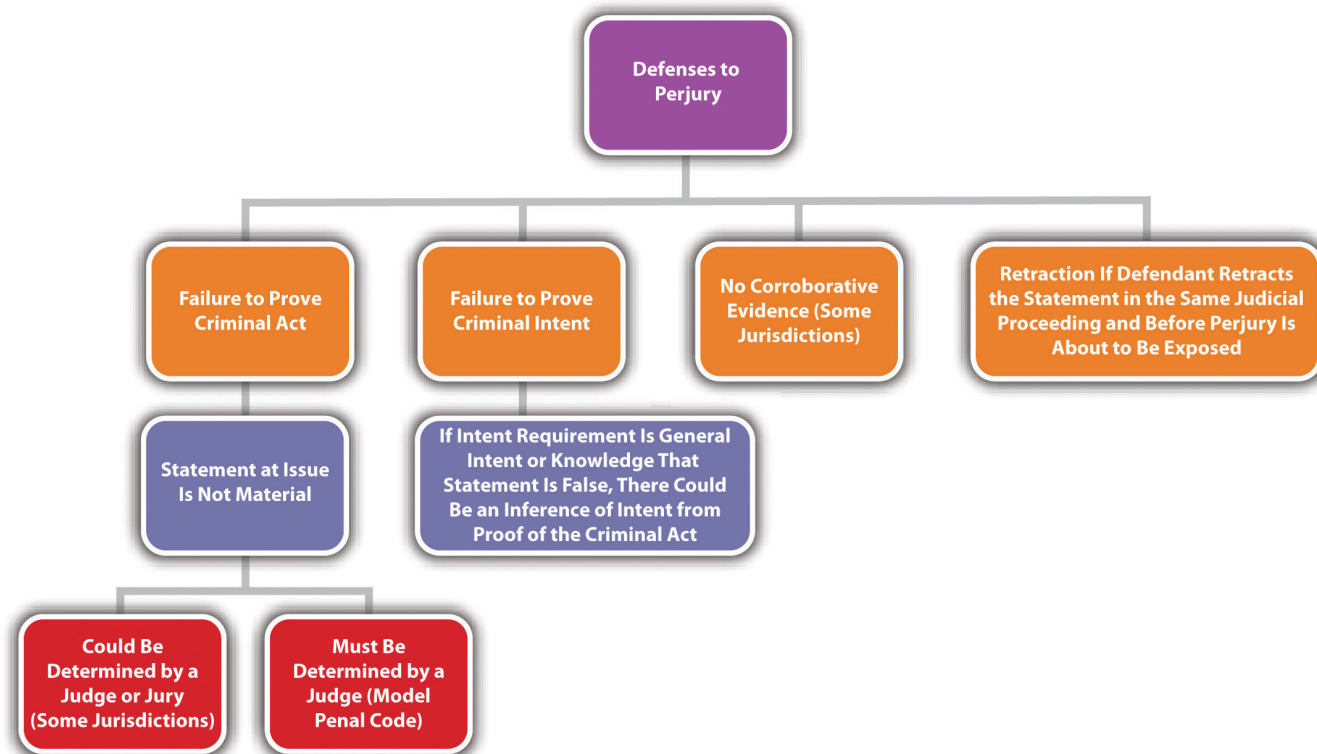 Defenses to
Perjury
Failure to Prove
Criminal Act
Failure to Prove
Criminal Intent
No Corroborative
Evidence (Some
Jurisdictions)
Retraction If Defendant Retracts
the Statement in the Same Judicial
Proceeding and Before Perjury Is
About to Be Exposed
Statement at Issue
Is Not Material
If Intent Requirement Is General
Intent or Knowledge That
Statement Is False, There Could
Be an Inference of Intent from
Proof of the Criminal Act
Could Be
Determined by a
Judge or Jury
(Some Jurisdictions)
Must Be
Determined by a
Judge (Model
Penal Code)